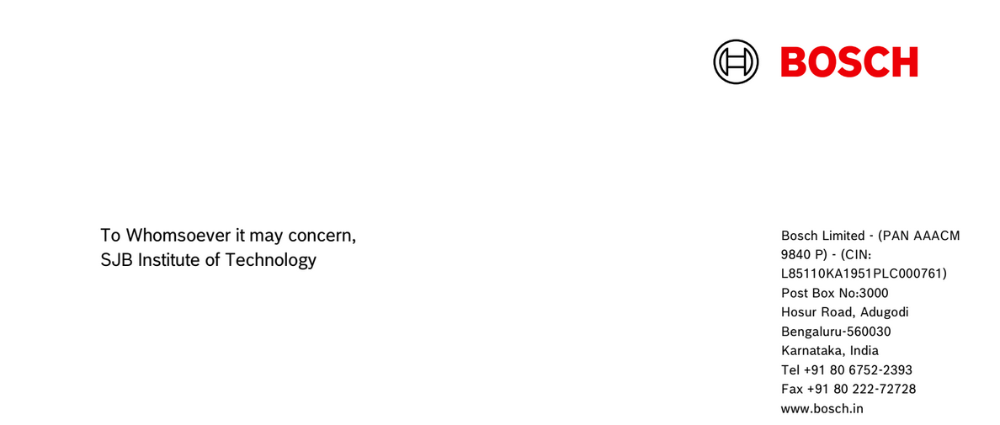 BOSCH
To Whomsoever it may concern,
SJB Institute of Technology
Bosch Limited - (PAN AAACM
9840 P) - (CIN:
L85110KA1951PLC000761)
Post Box No:3000
Hosur Road, Adugodi
Bengaluru-560030
Karnataka, India
Tel +91 80 6752-2393
Fax +91 80 222-72728
www.bosch.in